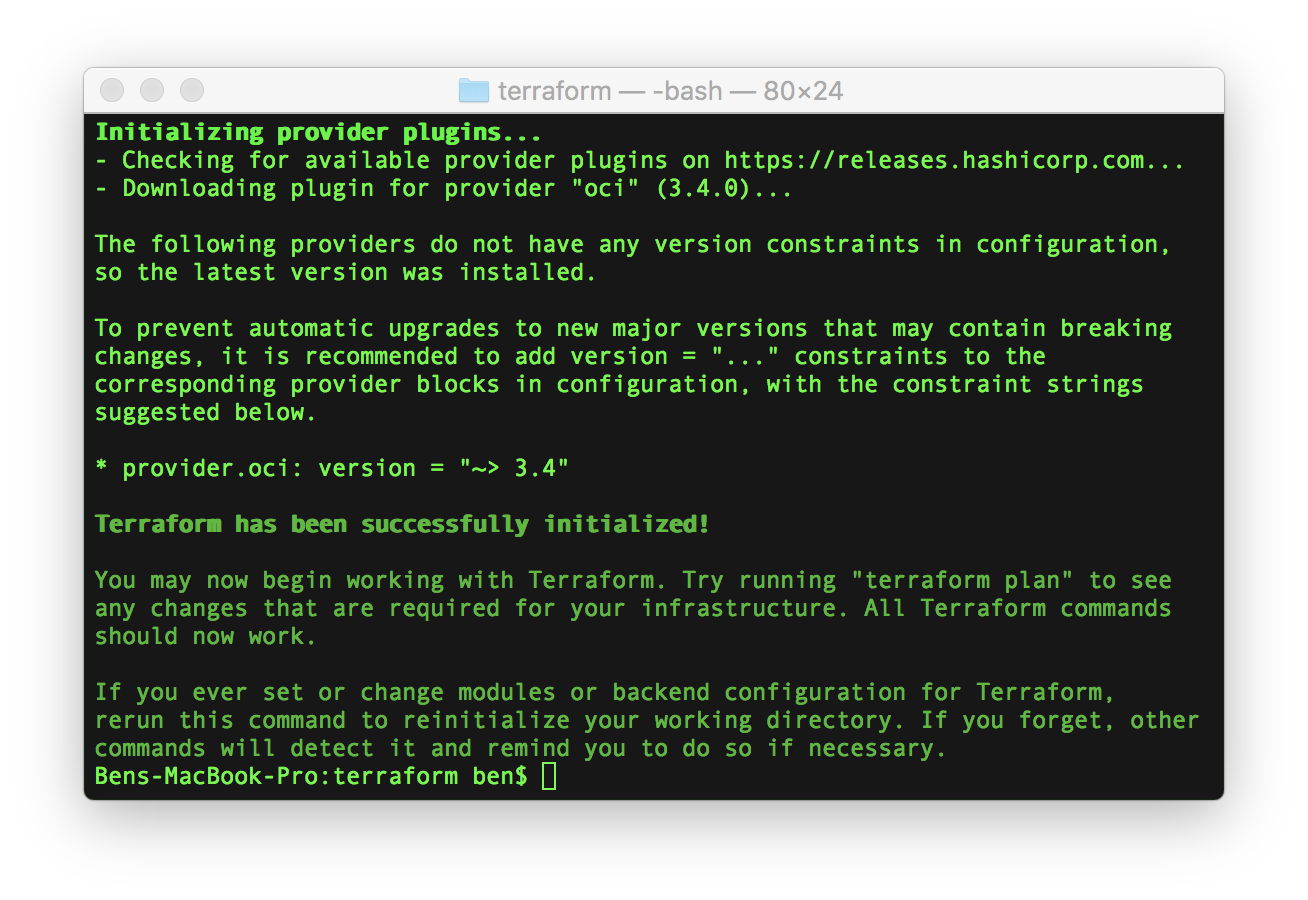 terraform — -bash — 80×24
Initializing provider plugins...
- Checking for available provider plugins on https://releases.hashicorp.com...
- Downloading plugin for provider "oci" (3.4.0)...
The following providers do not have any version constraints in configuration,
so the latest version was installed.
To prevent automatic upgrades to new major versions that may contain breaking
changes, it is recommended to add version = "..." constraints to the
corresponding provider blocks in configuration, with the constraint strings
suggested below.
* provider.oci: version = "~> 3.4"
Terraform has been successfully initialized!
You may now begin working with Terraform. Try running "terraform plan" to see
any changes that are required for your infrastructure. All Terraform commands
should now work.
If you ever set or change modules or backend configuration for Terraform,
rerun this command to reinitialize your working directory. If you forget, other
commands will detect it and remind you to do so if necessary.
Bens-MacBook-Pro:terraform ben$